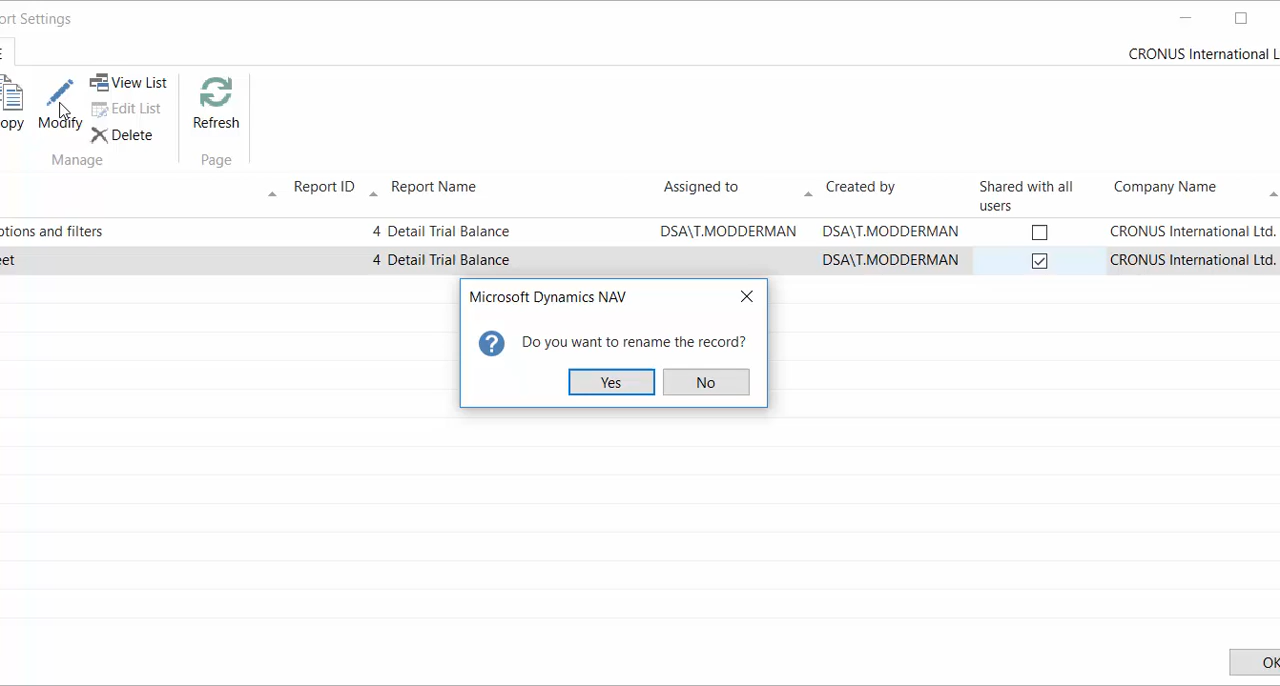 ort Settings
E
CRONUS International L
opy
Modify
View List
Edit List
Delete
Refresh
Manage
Page
Report ID
Report Name
Assigned to
Created by
Shared with all
users
Company Name
otions and filters
4 Detail Trial Balance
DSA\T.MODDERMAN
DSA\T.MODDERMAN
CRONUS International Ltd.
eet
4 Detail Trial Balance
DSA\T.MODDERMAN
CRONUS International Ltd.
Microsoft Dynamics NAV
Do you want to rename the record?
Yes
No
OK